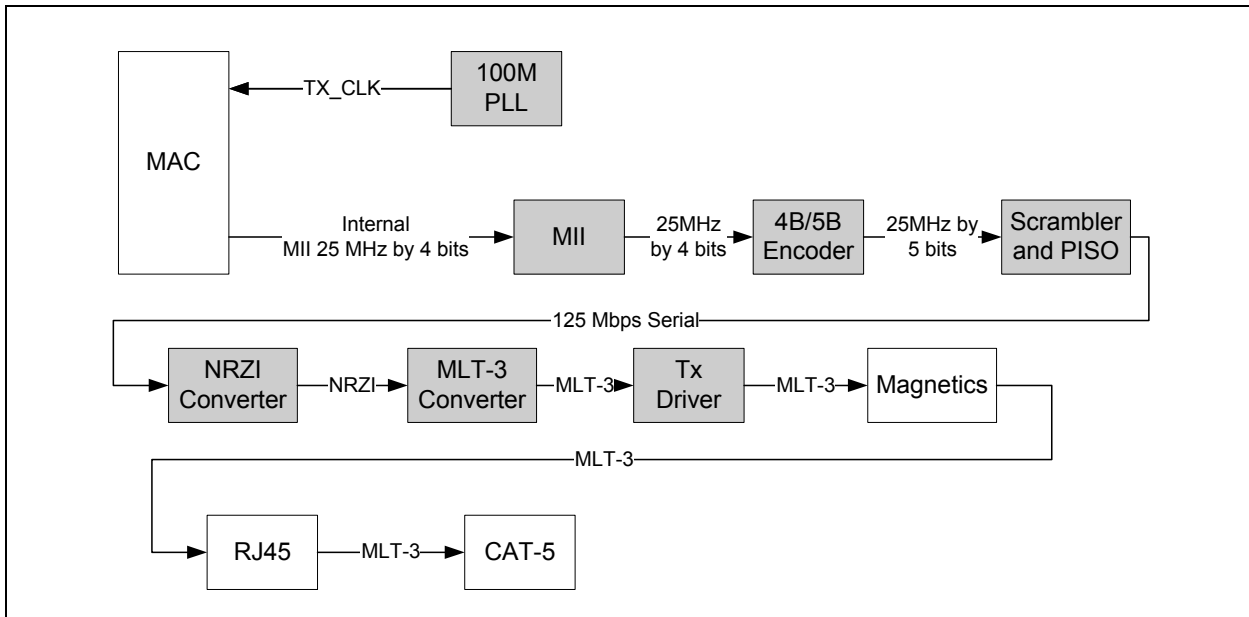 100M
PLL
TX_CLK
MAC
Internal
MII 25 MHz by 4 bits
MII
25MHz
by 4 bits
4B/5B
Encoder
25MHz by
5 bits
Scrambler
and PISO
125 Mbps Serial
NRZI
Converter
NRZI
MLT-3
Converter
MLT-3
Tx
Driver
MLT-3
Magnetics
MLT-3
RJ45
MLT-3
CAT-5